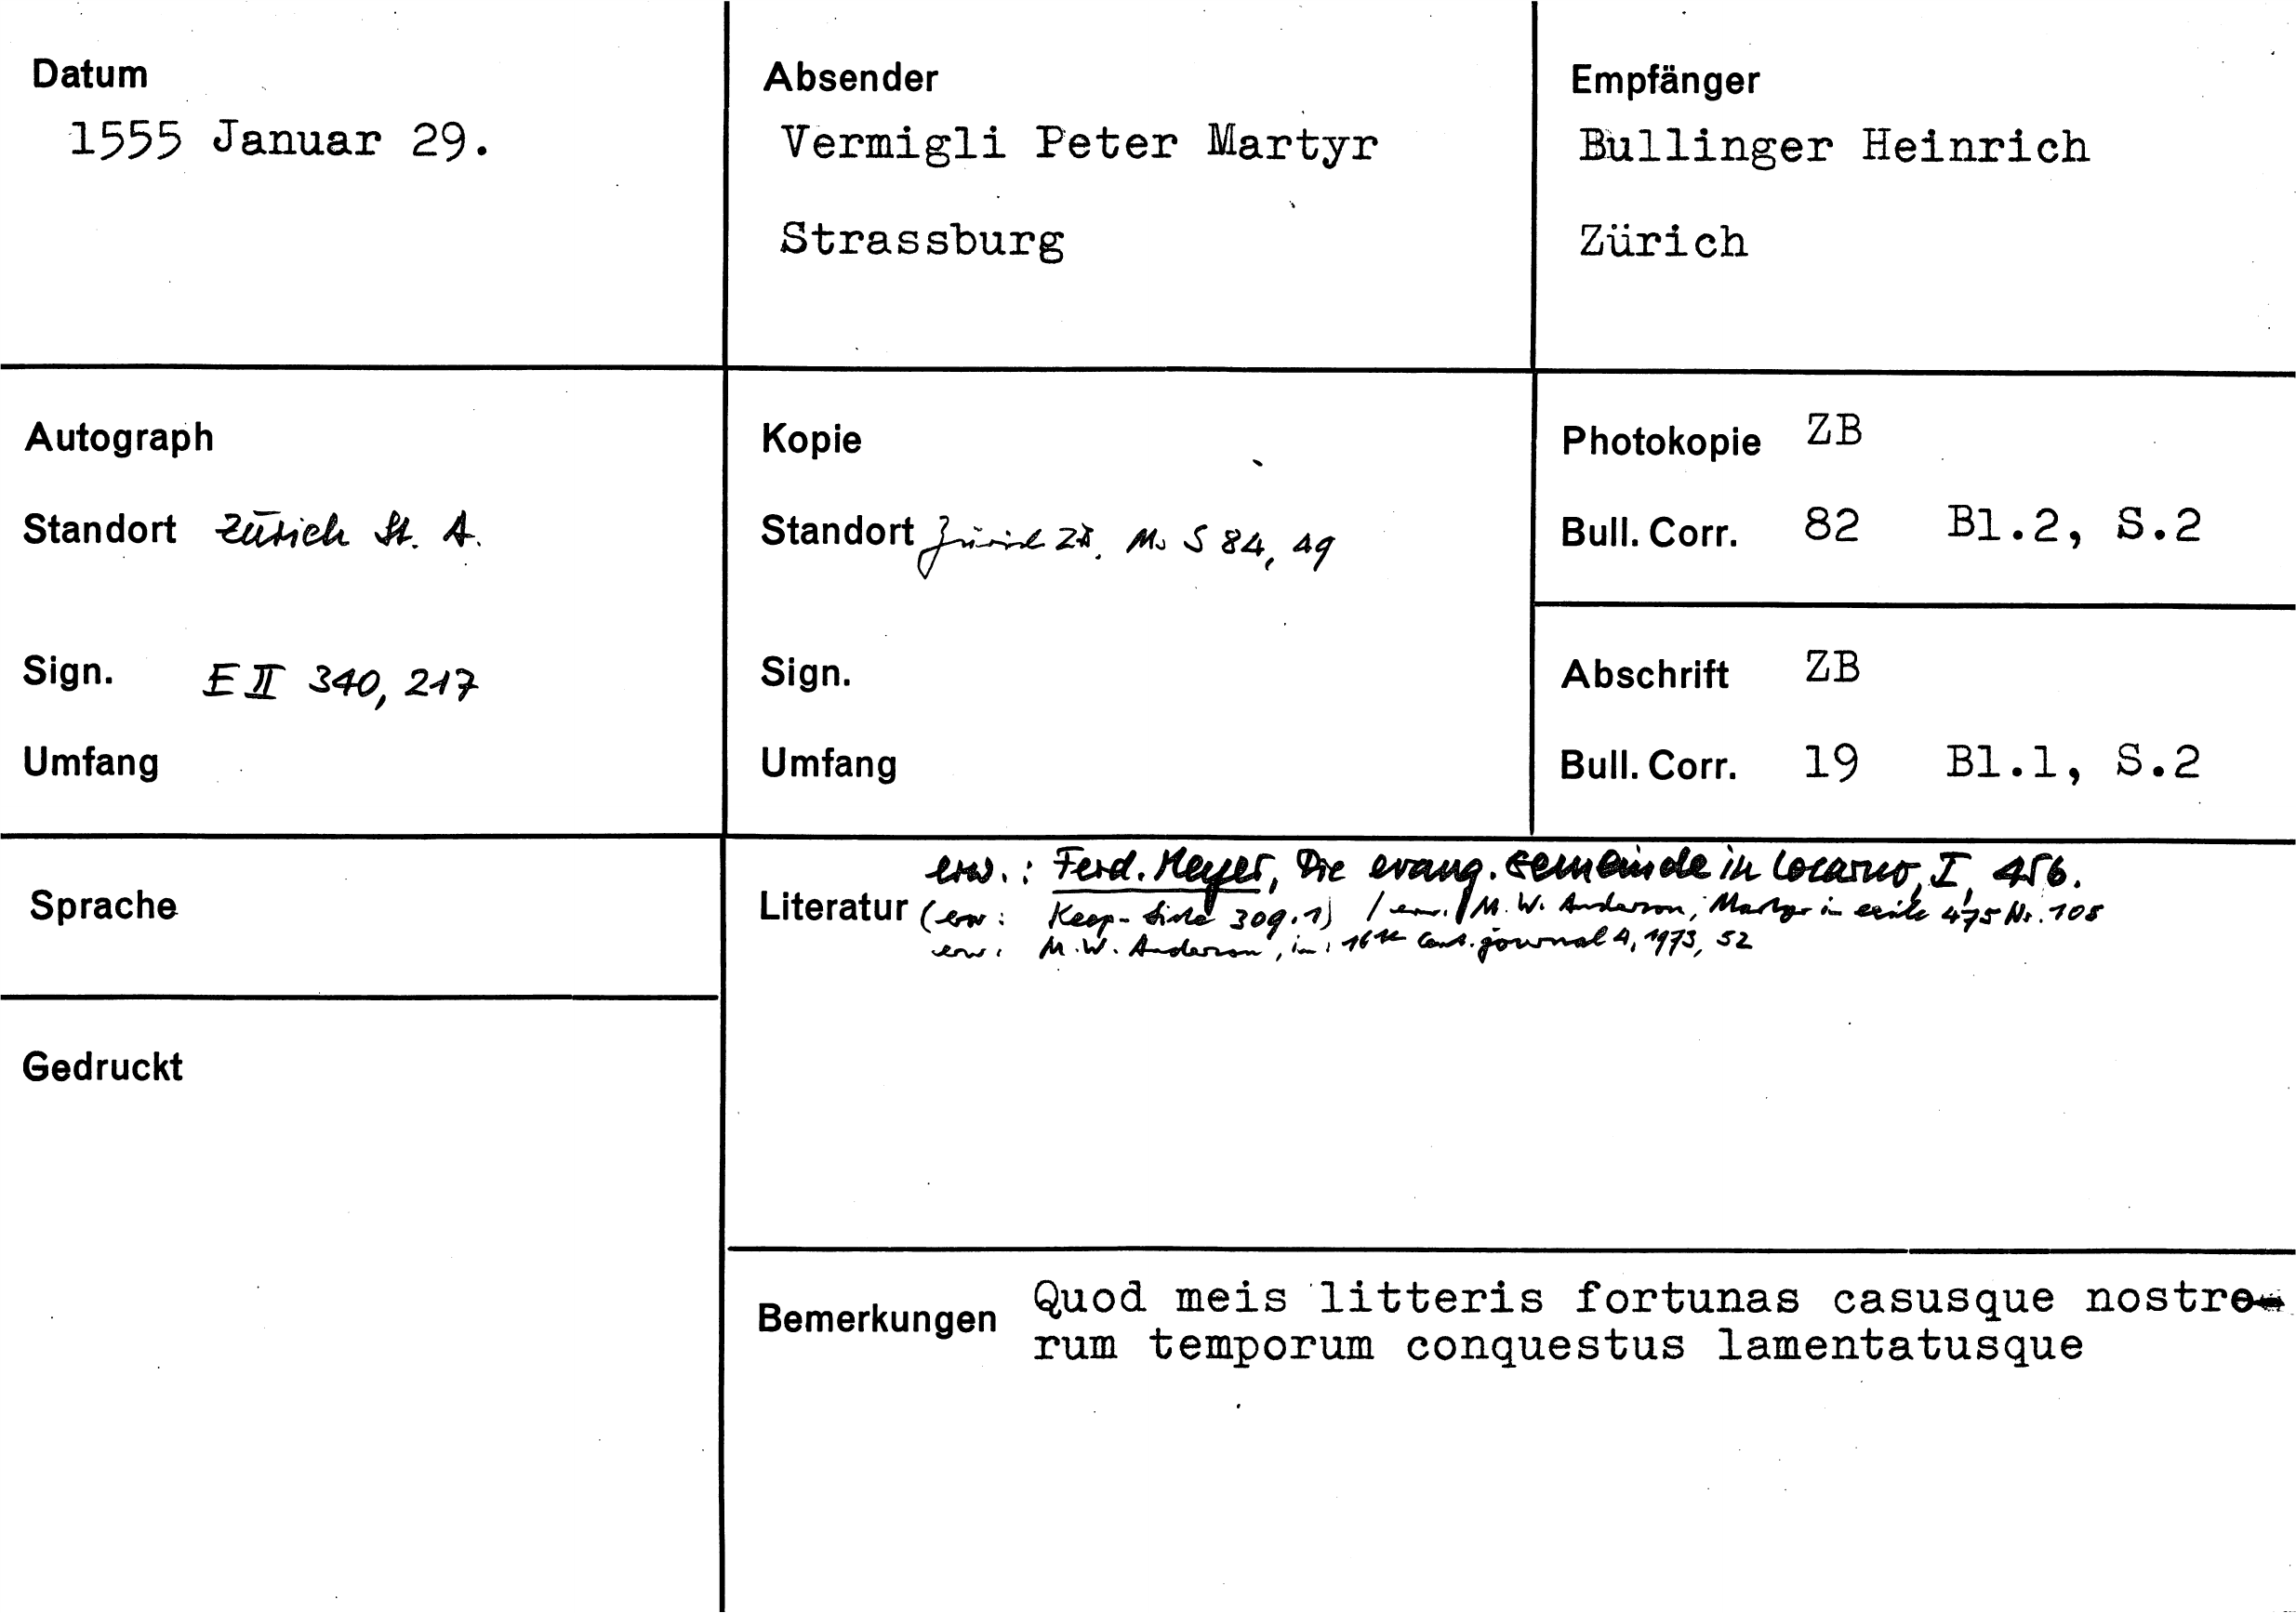 Datum
1555 Januar 29.
Absender
Vermigli Peter Martyr
Strassburg
Empfänger
Bullinger Heinrich
Zürich
Autograph
Standort Zürich St. A.
Sign. E II 340, 217
Umfang
Kopie
Standort Zürich ZB, Ms S 84, 49
Sign.
Umfang
Photokopie ZB
Bull. Corr. 82 Bl.2, S.2
Abschrift ZB
Bull. Corr. 19 Bl.1, S.2
Sprache
Gedruckt
erw.: Ferd. Meyer, Die evang. Gemeinde in Locarno, I, 456.
Literatur (erw: 309.1) / erw. M. W. Anderson, Martyr in exile 475 Nr. 108
erw. M. W. Anderson, in: 16th Cent. journal 4, 1973, 52
Bemerkungen
Quod meis litteris fortunas casusque nostro-
rum temporum conquestus lamentatusque